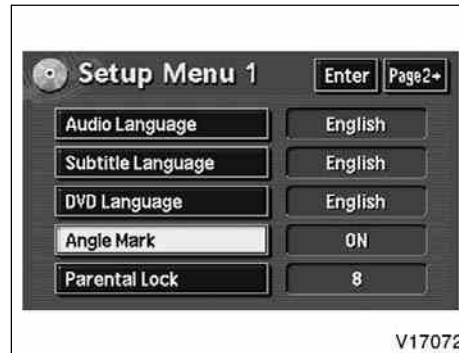 Setup Menu 1 Enter Page2→
Audio Language English
Subtitle Language English
DVD Language English
Angle Mark ON
Parental Lock 8
V17072